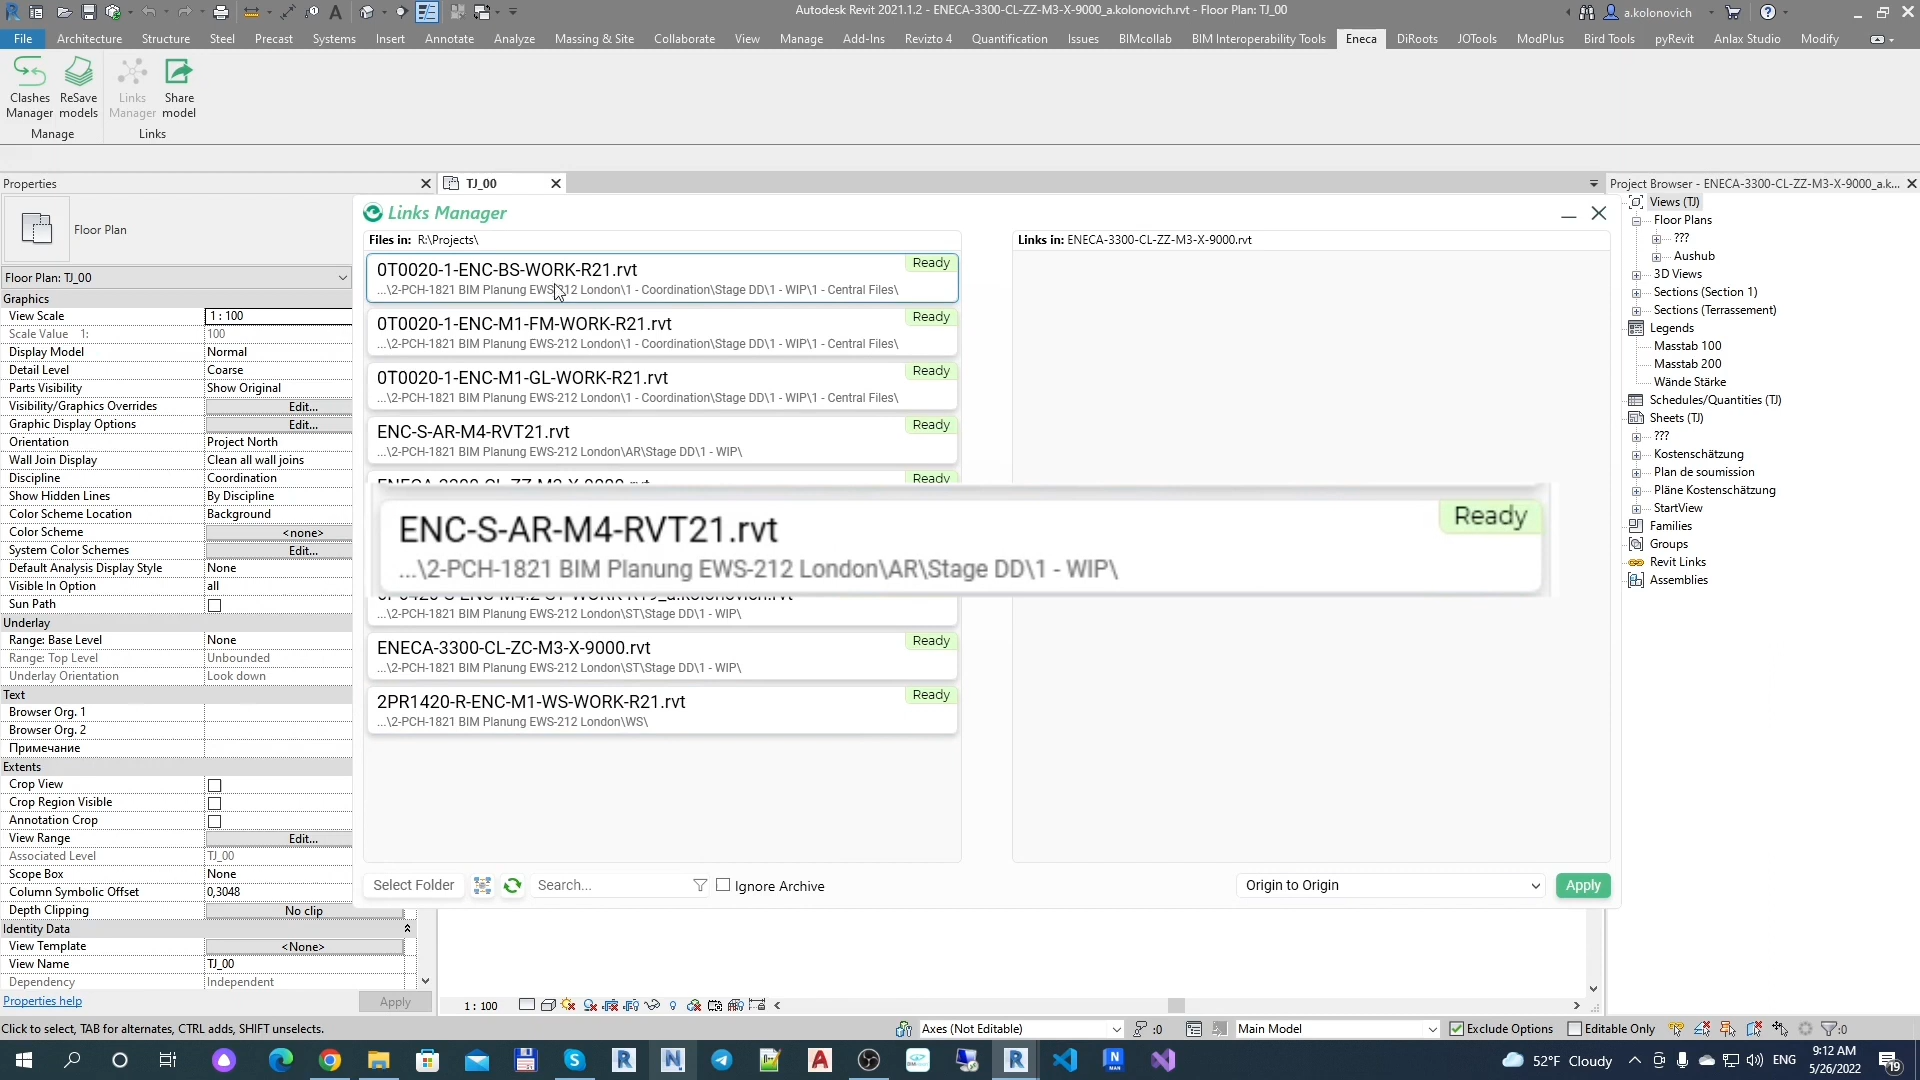 Autodesk Revit 2021.1.2 - ENECA-3300-CL-ZZ-M3-X-9000_a.kolonovich.rvt - Floor Plan: TJ_00
a.kolonovich
File Architecture Structure Steel Precast Systems Insert Annotate Analyze Massing & Site Collaborate View Manage Add-Ins Revizto 4 Quantification Issues BIMcollab BIM Interoperability Tools Eneca DiRoots JOTools ModPlus Bird Tools pyRevit Anlax Studio Modify
Clashes Manager
ReSave models
Links Manager
Share model
Manage
Links
Properties
TJ_00
Project Browser - ENECA-3300-CL-ZZ-M3-X-9000_a.k...
Floor Plan
Floor Plan: TJ_00
Graphics
View Scale 1 : 100
Scale Value 1: 100
Display Model Normal
Detail Level Coarse
Parts Visibility Show Original
Visibility/Graphics Overrides Edit...
Graphic Display Options Edit...
Orientation Project North
Wall Join Display Clean all wall joins
Discipline Coordination
Show Hidden Lines By Discipline
Color Scheme Location Background
Color Scheme <none>
System Color Schemes Edit...
Default Analysis Display Style None
Visible In Option all
Sun Path
Underlay
Range: Base Level None
Range: Top Level Unbounded
Underlay Orientation Look down
Text
Browser Org. 1
Browser Org. 2
Примечание
Extents
Crop View
Crop Region Visible
Annotation Crop
View Range Edit...
Associated Level TJ_00
Scope Box None
Column Symbolic Offset 0,3048
Depth Clipping No clip
Identity Data
View Template <None>
View Name TJ_00
Dependency Independent
Properties help Apply
Links Manager
Files in: R:\Projects\
0T0020-1-ENC-BS-WORK-R21.rvt Ready
...\2-PCH-1821 BIM Planung EWS-212 London\1 - Coordination\Stage DD\1 - WIP\1 - Central Files\
0T0020-1-ENC-M1-FM-WORK-R21.rvt Ready
...\2-PCH-1821 BIM Planung EWS-212 London\1 - Coordination\Stage DD\1 - WIP\1 - Central Files\
0T0020-1-ENC-M1-GL-WORK-R21.rvt Ready
...\2-PCH-1821 BIM Planung EWS-212 London\1 - Coordination\Stage DD\1 - WIP\1 - Central Files\
ENC-S-AR-M4-RVT21.rvt Ready
...\2-PCH-1821 BIM Planung EWS-212 London\AR\Stage DD\1 - WIP\
Ready
ENC-S-AR-M4-RVT21.rvt Ready
...\2-PCH-1821 BIM Planung EWS-212 London\AR\Stage DD\1 - WIP\
...\2-PCH-1821 BIM Planung EWS-212 London\ST\Stage DD\1 - WIP\
ENECA-3300-CL-ZC-M3-X-9000.rvt Ready
...\2-PCH-1821 BIM Planung EWS-212 London\ST\Stage DD\1 - WIP\
2PR1420-R-ENC-M1-WS-WORK-R21.rvt Ready
...\2-PCH-1821 BIM Planung EWS-212 London\WS\
Links in: ENECA-3300-CL-ZZ-M3-X-9000.rvt
Select Folder Search... Ignore Archive Origin to Origin Apply
Views (TJ)
Floor Plans
???
Aushub
3D Views
Sections (Section 1)
Sections (Terrassement)
Legends
Masstab 100
Masstab 200
Wände Stärke
Schedules/Quantities (TJ)
Sheets (TJ)
???
Kostenschätzung
Plan de soumission
Pläne Kostenschätzung
StartView
Families
Groups
Revit Links
Assemblies
1 : 100
Click to select, TAB for alternates, CTRL adds, SHIFT unselects.
Axes (Not Editable) :0 Main Model Exclude Options Editable Only :0
52°F Cloudy ENG 9:12 AM
5/26/2022
19